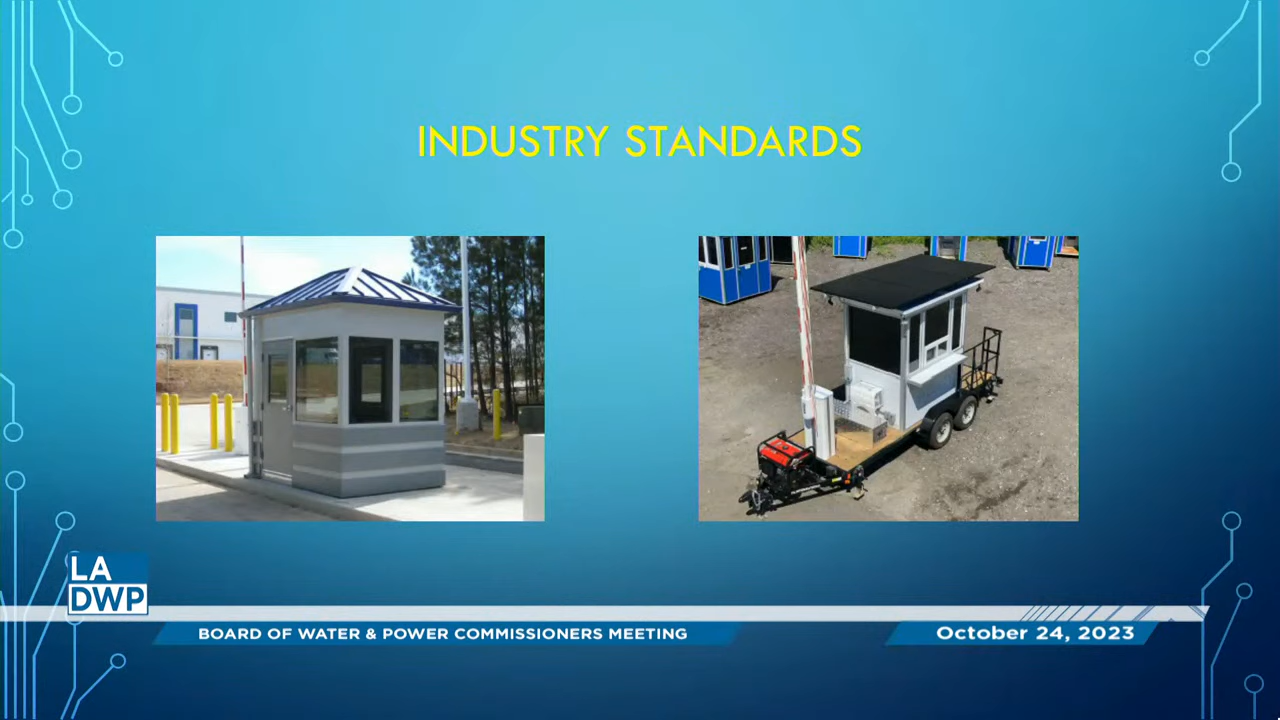 INDUSTRY STANDARDS
LA
DWP
BOARD OF WATER & POWER COMMISSIONERS MEETING
October 24, 2023